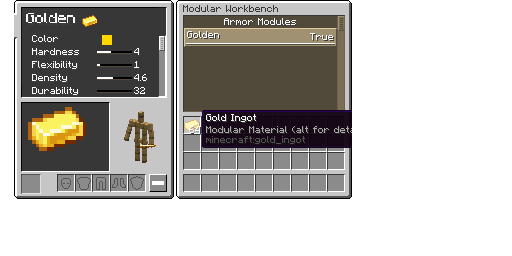 Golden
Color
Hardness 4
Flexibility 1
Density 4.6
Durability 32
Modular Workbench
Armor Modules
Golden True
Gold Ingot
Modular Material (alt for deta
minecraft:gold_ingot